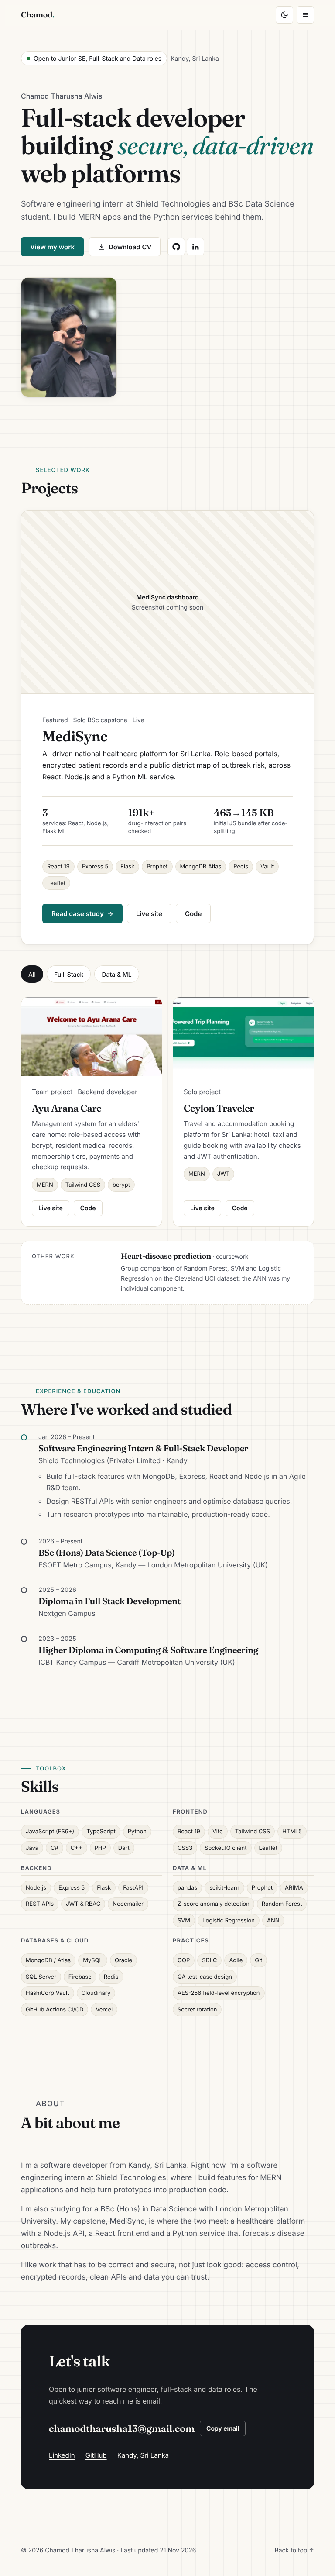 Chamod.
Open to Junior SE, Full-Stack and Data roles
Kandy, Sri Lanka
Chamod Tharusha Alwis
Full-stack developer
building secure, data-driven
web platforms
Software engineering intern at Shield Technologies and BSc Data Science
student. I build MERN apps and the Python services behind them.
View my work
Download CV
SELECTED WORK
Projects
MediSync dashboard
Screenshot coming soon
Featured · Solo BSc capstone · Live
MediSync
AI-driven national healthcare platform for Sri Lanka. Role-based portals,
encrypted patient records and a public district map of outbreak risk, across
React, Node.js and a Python ML service.
3
services: React, Node.js,
Flask ML
191k+
drug-interaction pairs
checked
465→145 KB
initial JS bundle after code-
splitting
React 19
Express 5
Flask
Prophet
MongoDB Atlas
Redis
Vault
Leaflet
Read case study →
Live site
Code
All
Full-Stack
Data & ML
Welcome to Ayu Arana Care
Team project · Backend developer
Ayu Arana Care
Management system for an elders'
care home: role-based access with
bcrypt, resident medical records,
membership tiers, payments and
checkup requests.
MERN
Tailwind CSS
bcrypt
Live site
Code
Powered Trip Planning
Solo project
Ceylon Traveler
Travel and accommodation booking
platform for Sri Lanka: hotel, taxi and
guide booking with availability checks
and JWT authentication.
MERN
JWT
Live site
Code
OTHER WORK
Heart-disease prediction · coursework
Group comparison of Random Forest, SVM and Logistic
Regression on the Cleveland UCI dataset; the ANN was my
individual component.
EXPERIENCE & EDUCATION
Where I've worked and studied
Jan 2026 – Present
Software Engineering Intern & Full-Stack Developer
Shield Technologies (Private) Limited · Kandy
Build full-stack features with MongoDB, Express, React and Node.js in an Agile
R&D team.
Design RESTful APIs with senior engineers and optimise database queries.
Turn research prototypes into maintainable, production-ready code.
2026 – Present
BSc (Hons) Data Science (Top-Up)
ESOFT Metro Campus, Kandy — London Metropolitan University (UK)
2025 – 2026
Diploma in Full Stack Development
Nextgen Campus
2023 – 2025
Higher Diploma in Computing & Software Engineering
ICBT Kandy Campus — Cardiff Metropolitan University (UK)
TOOLBOX
Skills
LANGUAGES
JavaScript (ES6+)
TypeScript
Python
Java
C#
C++
PHP
Dart
FRONTEND
React 19
Vite
Tailwind CSS
HTML5
CSS3
Socket.IO client
Leaflet
BACKEND
Node.js
Express 5
Flask
FastAPI
REST APIs
JWT & RBAC
Nodemailer
DATA & ML
pandas
scikit-learn
Prophet
ARIMA
Z-score anomaly detection
Random Forest
SVM
Logistic Regression
ANN
DATABASES & CLOUD
MongoDB / Atlas
MySQL
Oracle
SQL Server
Firebase
Redis
HashiCorp Vault
Cloudinary
GitHub Actions CI/CD
Vercel
PRACTICES
OOP
SDLC
Agile
Git
QA test-case design
AES-256 field-level encryption
Secret rotation
ABOUT
A bit about me
I'm a software developer from Kandy, Sri Lanka. Right now I'm a software
engineering intern at Shield Technologies, where I build features for MERN
applications and help turn prototypes into production code.
I'm also studying for a BSc (Hons) in Data Science with London Metropolitan
University. My capstone, MediSync, is where the two meet: a healthcare platform
with a Node.js API, a React front end and a Python service that forecasts disease
outbreaks.
I like work that has to be correct and secure, not just look good: access control,
encrypted records, clean APIs and data you can trust.
Let's talk
Open to junior software engineer, full-stack and data roles. The
quickest way to reach me is email.
chamodtharusha13@gmail.com
Copy email
LinkedIn
GitHub
Kandy, Sri Lanka
© 2026 Chamod Tharusha Alwis · Last updated 21 Nov 2026
Back to top ↑